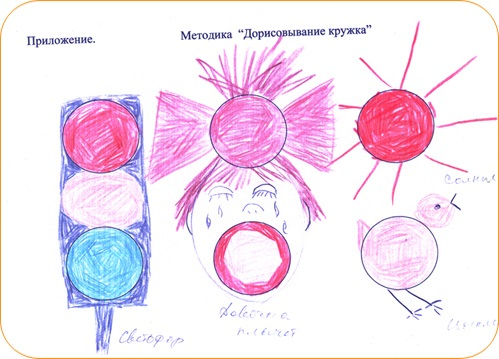 Приложение.
Методика “Дорисовывание кружка”
Солнце
Светофор
Девочка
плачет